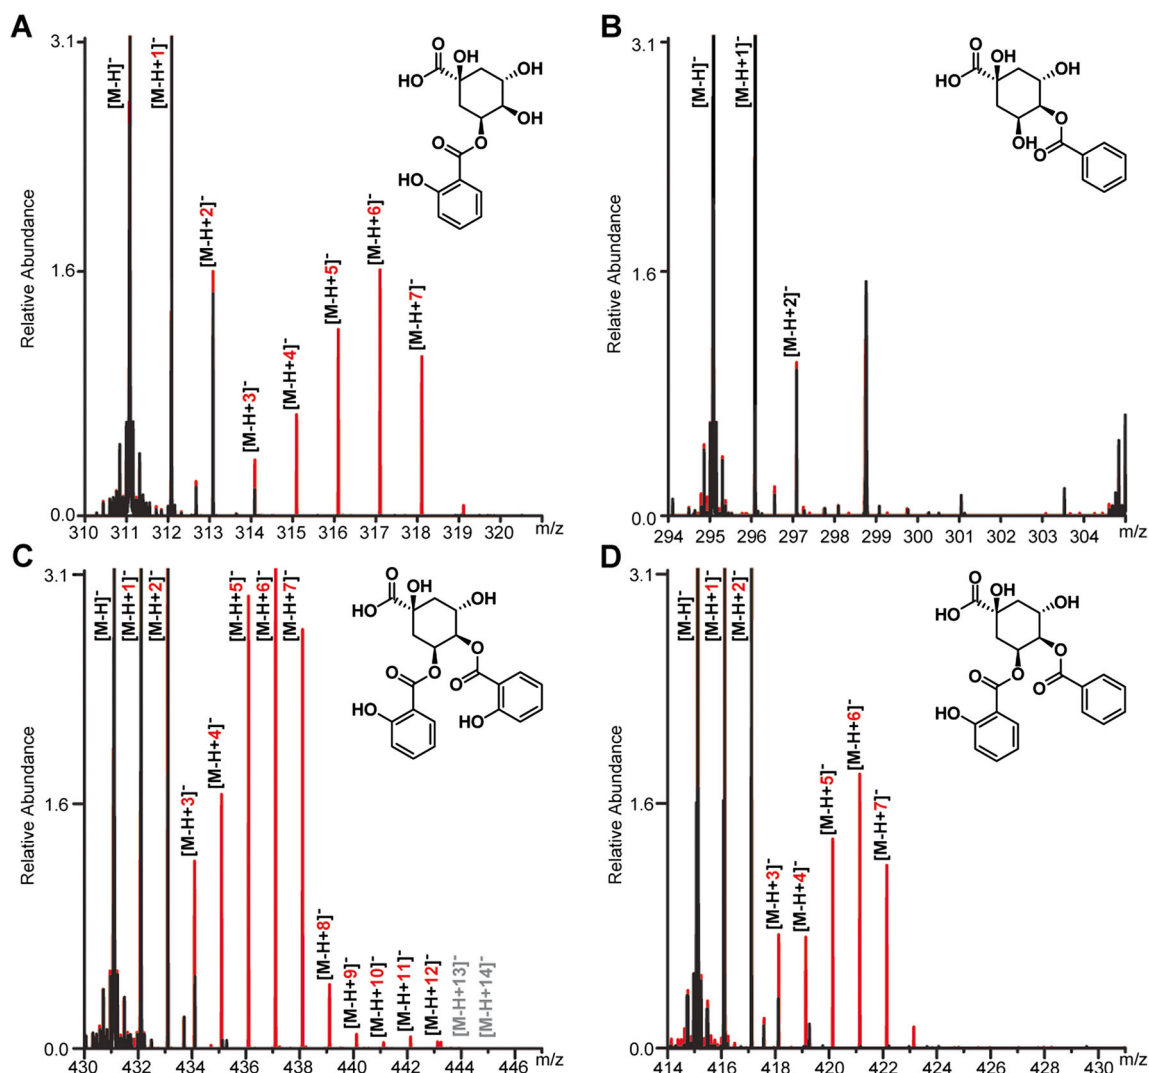 A
3.1
1.6
0.0
Relative Abundance
[M-H]-
[M-H+1]-
[M-H+2]-
[M-H+3]-
[M-H+4]-
[M-H+5]-
[M-H+6]-
[M-H+7]-
O
OH
HO
OH
OH
O
O
HO
310 311 312 313 314 315 316 317 318 319 320 m/z
B
3.1
1.6
0.0
Relative Abundance
[M-H]-
[M-H+1]-
[M-H+2]-
O
OH
HO
OH
O
OH
O
294 295 296 297 298 299 300 301 302 303 304 m/z
C
3.1
1.6
0.0
Relative Abundance
[M-H]-
[M-H+1]-
[M-H+2]-
[M-H+3]-
[M-H+4]-
[M-H+5]-
[M-H+6]-
[M-H+7]-
[M-H+8]-
[M-H+9]-
[M-H+10]-
[M-H+11]-
[M-H+12]-
[M-H+13]-
[M-H+14]-
O
OH
HO
OH
O
O
O
O
HO
HO
430 432 434 436 438 440 442 444 446 m/z
D
3.1
1.6
0.0
Relative Abundance
[M-H]-
[M-H+1]-
[M-H+2]-
[M-H+3]-
[M-H+4]-
[M-H+5]-
[M-H+6]-
[M-H+7]-
O
OH
HO
OH
O
O
O
O
HO
414 416 418 420 422 424 426 428 430 m/z